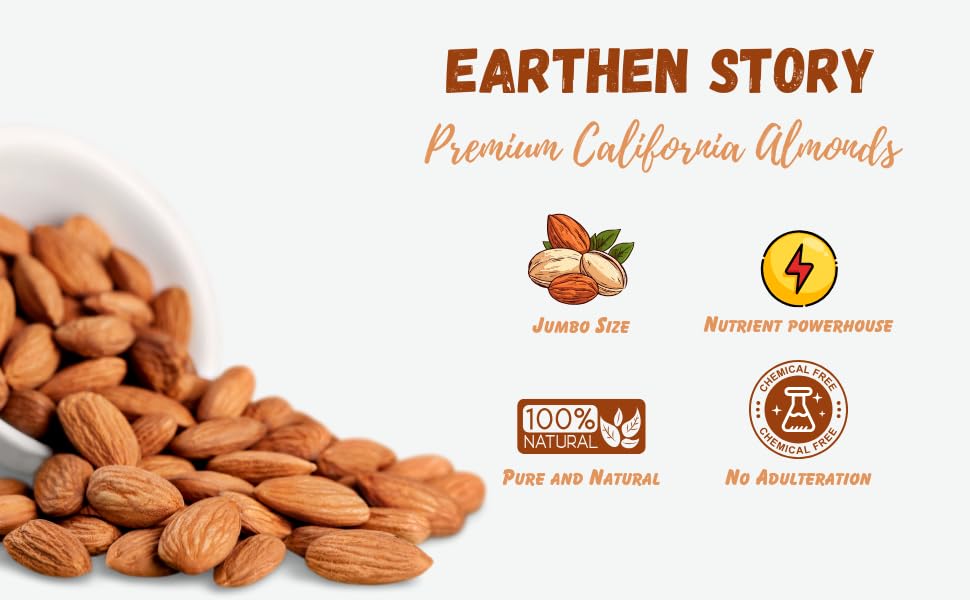 EARTHEN STORY
Premium California Almonds
Jumbo Size
Nutrient powerhouse
100%
NATURAL
CHEMICAL FREE
CHEMICAL FREE
Pure and Natural
No Adulteration